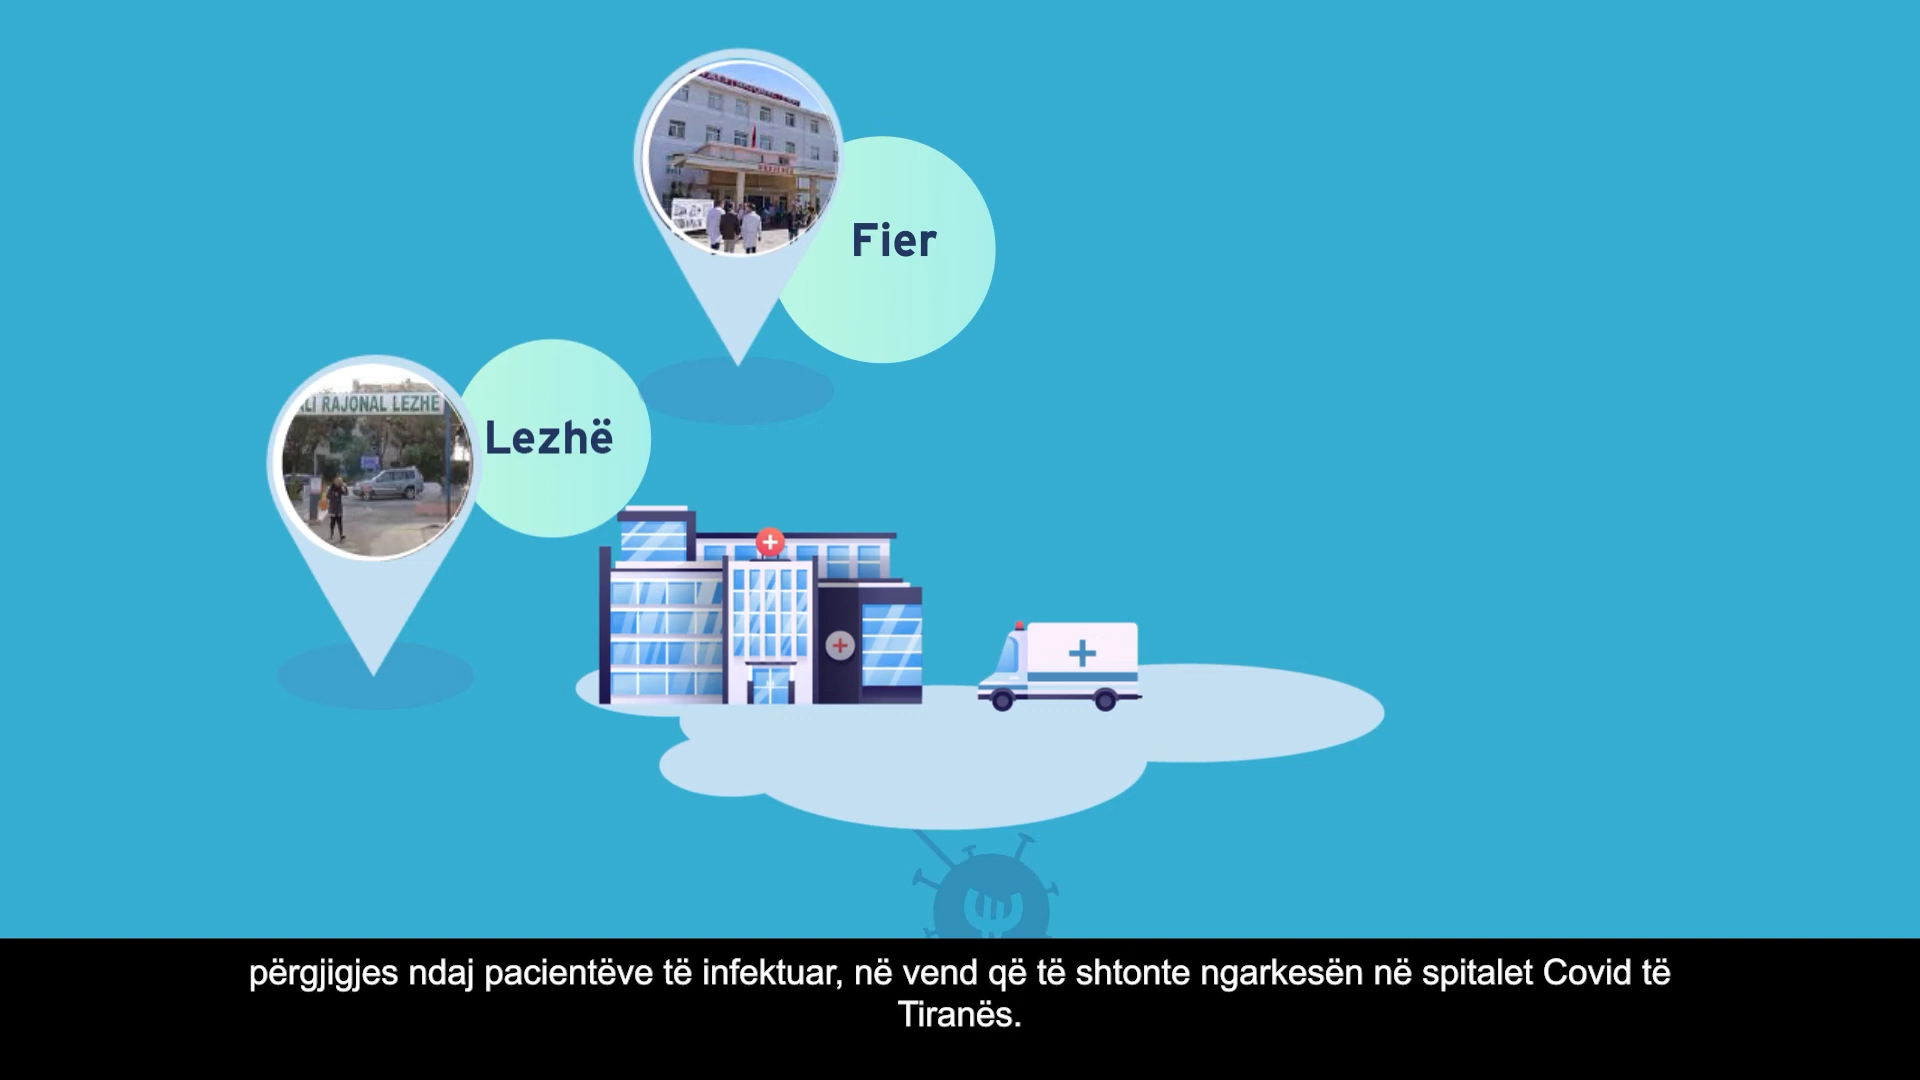 Fier
LI RAJONAL LEZHE
Lezhë
përgjigjes ndaj pacientëve të infektuar, në vend që të shtonte ngarkesën në spitalet Covid të
Tiranës.